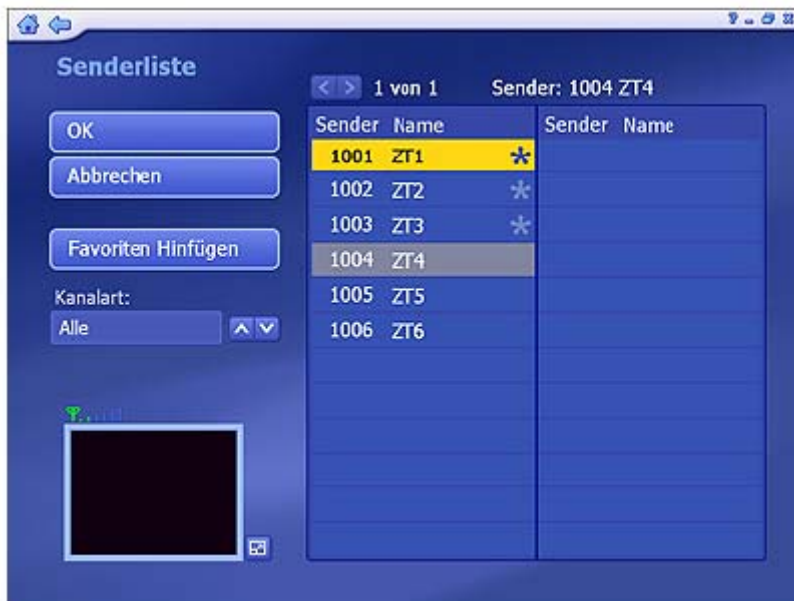 Senderliste
1 von 1 Sender: 1004 ZT4
OK
Abbrechen
Favoriten Hinfügen
Kanalart:
Alle
Sender Name Sender Name
1001 ZT1 *
1002 ZT2 *
1003 ZT3 *
1004 ZT4
1005 ZT5
1006 ZT6